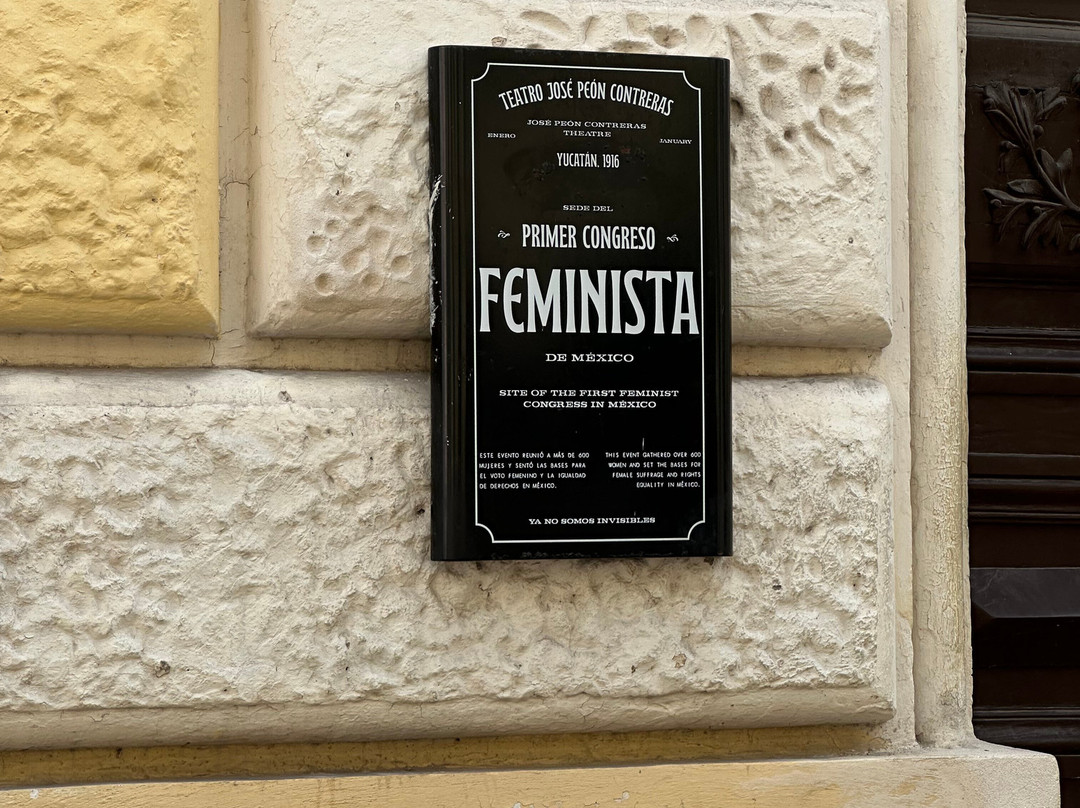 TEATRO JOSÉ PEÓN CONTRERAS
JOSÉ PEÓN CONTRERAS
THEATRE
ENERO
JANUARY
YUCATÁN, 1916
SEDE DEL
PRIMER CONGRESO
FEMINISTA
DE MÉXICO
SITE OF THE FIRST FEMINIST
CONGRESS IN MÉXICO
ESTE EVENTO REUNIÓ A MÁS DE 600
MUJERES Y SENTÓ LAS BASES PARA
EL VOTO FEMENINO Y LA IGUALDAD
DE DERECHOS EN MÉXICO.
THIS EVENT GATHERED OVER 600
WOMEN AND SET THE BASES FOR
FEMALE SUFFRAGE AND RIGHTS
EQUALITY IN MÉXICO.
YA NO SOMOS INVISIBLES